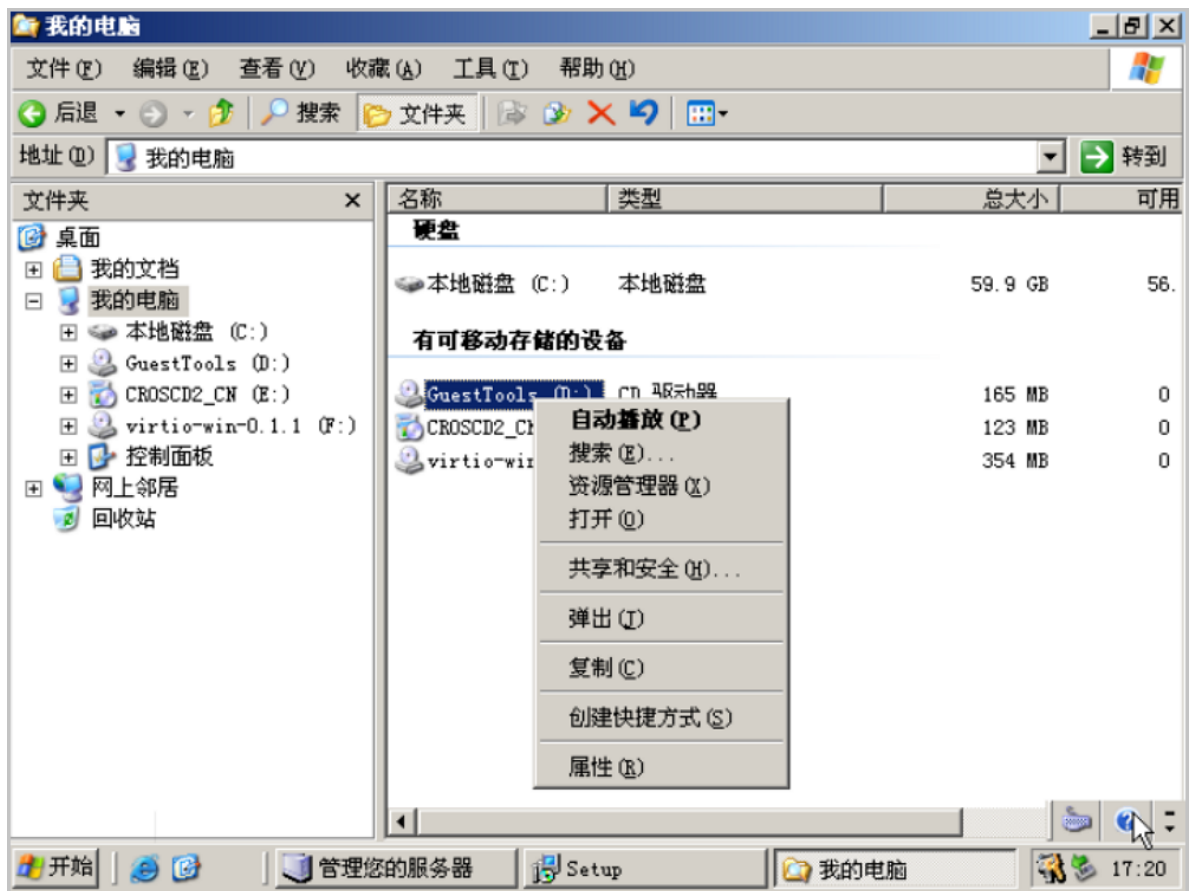 我的电脑
文件(F) 编辑(E) 查看(V) 收藏(A) 工具(T) 帮助(H)
后退 搜索 文件夹
地址(D) 我的电脑 转到
文件夹
桌面
我的文档
我的电脑
本地磁盘 (C:)
GuestTools (D:)
CROSCD2_CN (E:)
virtio-win-0.1.1 (F:)
控制面板
网上邻居
回收站
名称 类型 总大小 可用
硬盘
本地磁盘 (C:) 本地磁盘 59.9 GB 56.
有可移动存储的设备
GuestTools (D:) CD 驱动器 165 MB 0
CROSCD2_CN 123 MB 0
virtio-wir 354 MB 0
自动播放(P)
搜索(E)...
资源管理器(X)
打开(O)
共享和安全(H)...
弹出(J)
复制(C)
创建快捷方式(S)
属性(R)
开始 管理您的服务器 Setup 我的电脑 17:20